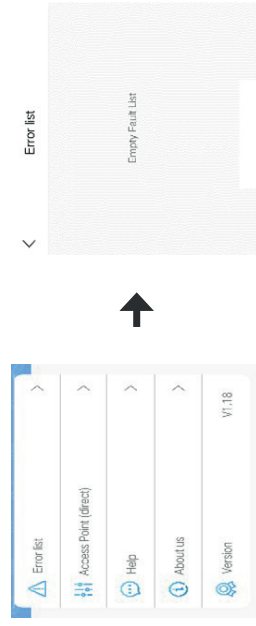 Error list
Access Point (direct)
Help
About us
Version V1.18
Error list
Empty Fault List